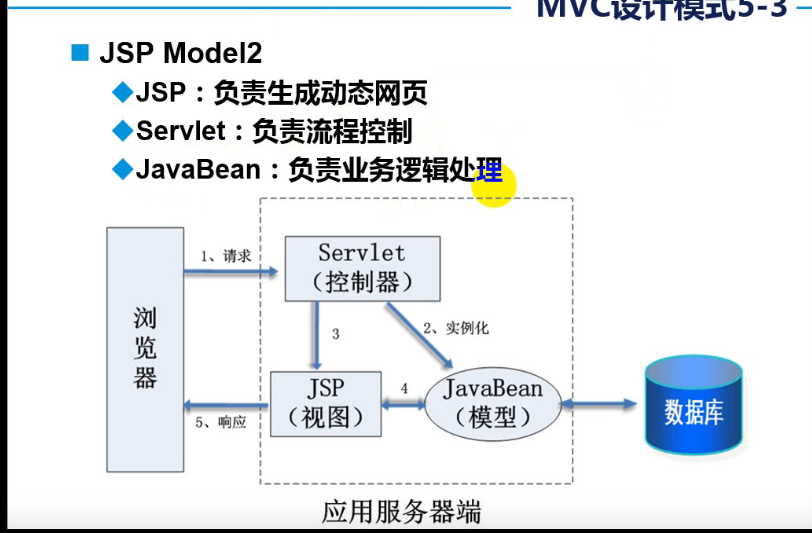 MVC设计模式5-3
JSP Model2
JSP：负责生成动态网页
Servlet：负责流程控制
JavaBean：负责业务逻辑处理
1、请求
Servlet
（控制器）
浏
览
器
3
2、实例化
JSP
（视图）
4
JavaBean
（模型）
5、响应
数据库
应用服务器端